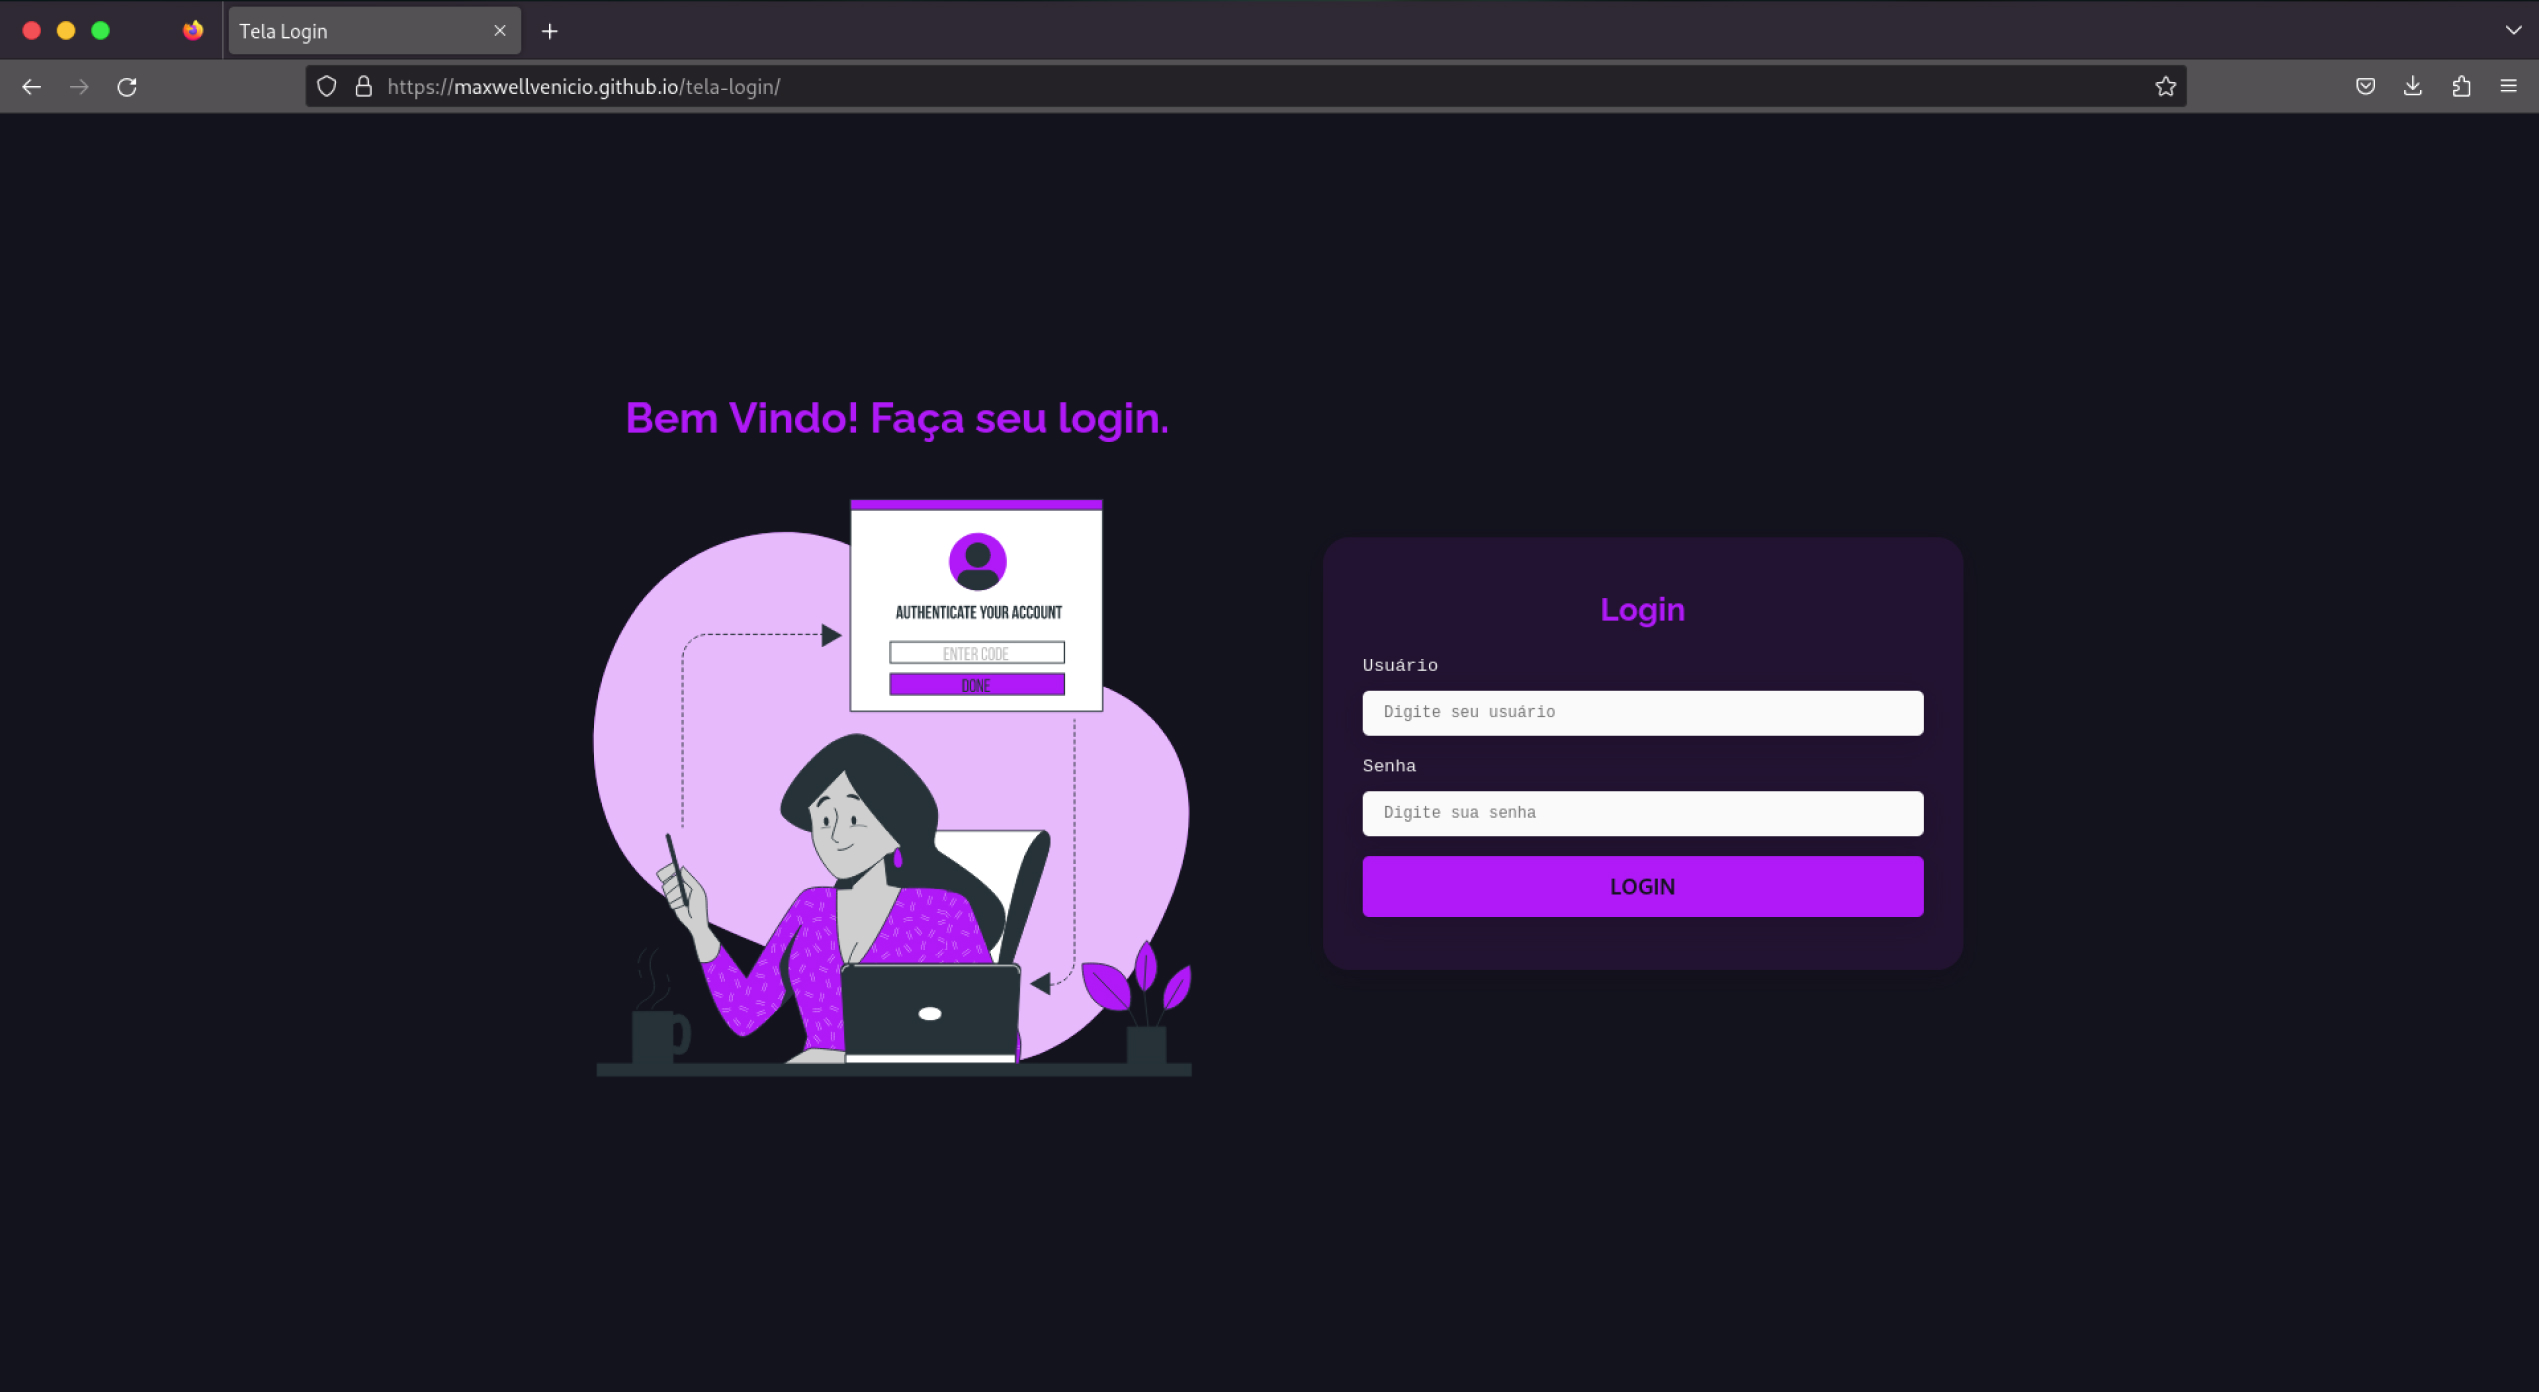 Tela Login
https://maxwellvenicio.github.io/tela-login/
Bem Vindo! Faça seu login.
AUTHENTICATE YOUR ACCOUNT
ENTER CODE
DONE
Login
Usuário
Digite seu usuário
Senha
Digite sua senha
LOGIN